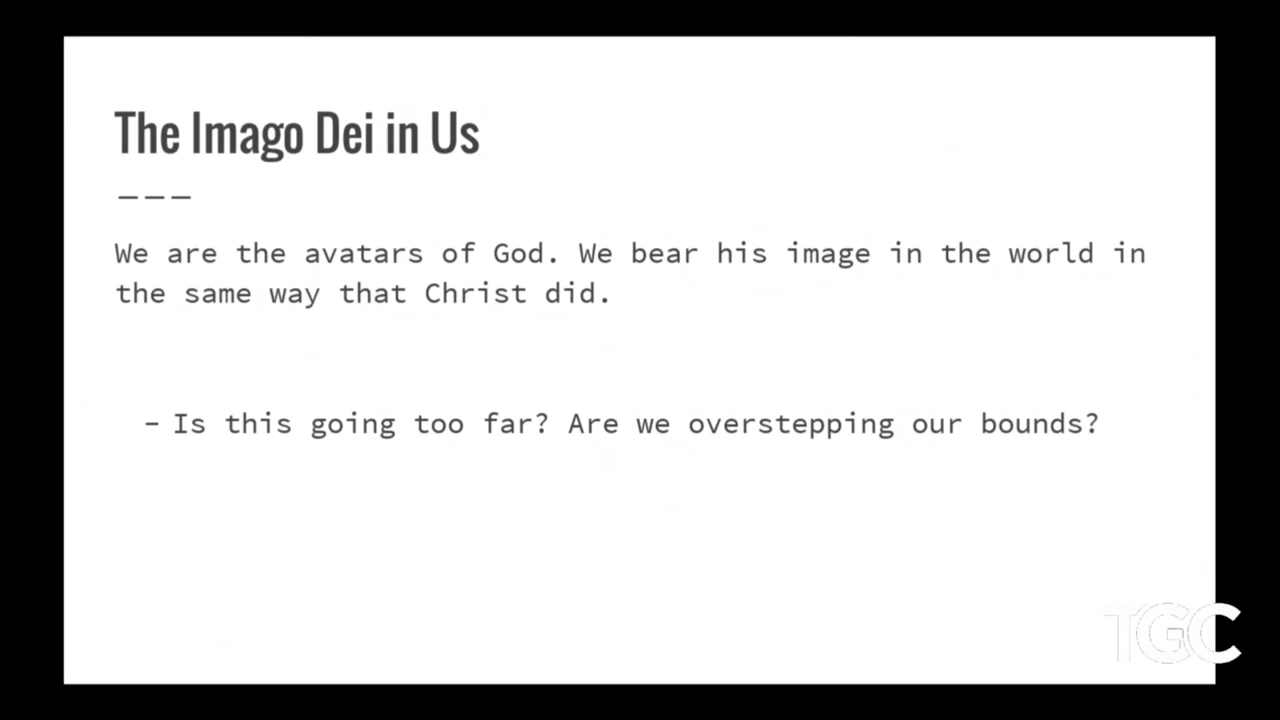 The Imago Dei in Us
———
We are the avatars of God. We bear his image in the world in
the same way that Christ did.
– Is this going too far? Are we overstepping our bounds?
TGC